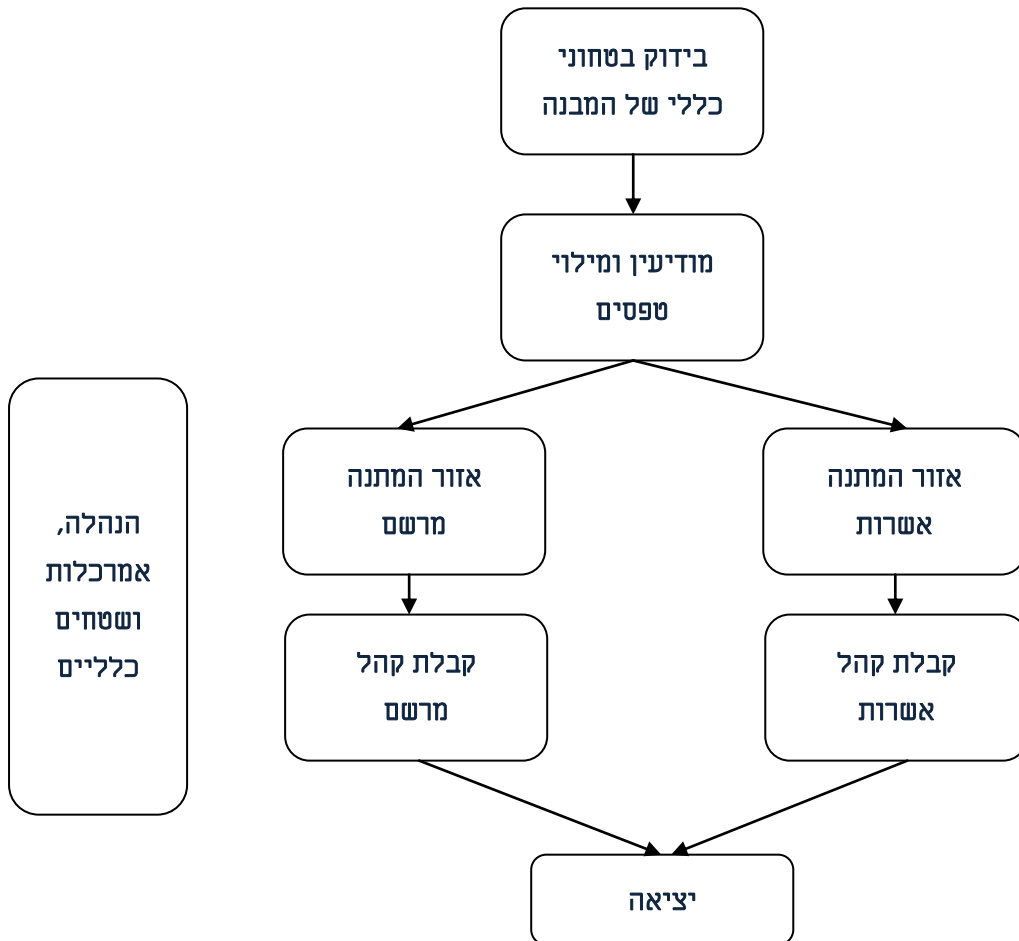 בידוק בטחוני
כללי של המבנה
מודיעין ומילוי
טפסים
אזור המתנה
אשרות
אזור המתנה
מרשם
הנהלה,
אמרכלות
ושטחים
כלליים
קבלת קהל
אשרות
קבלת קהל
מרשם
יציאה